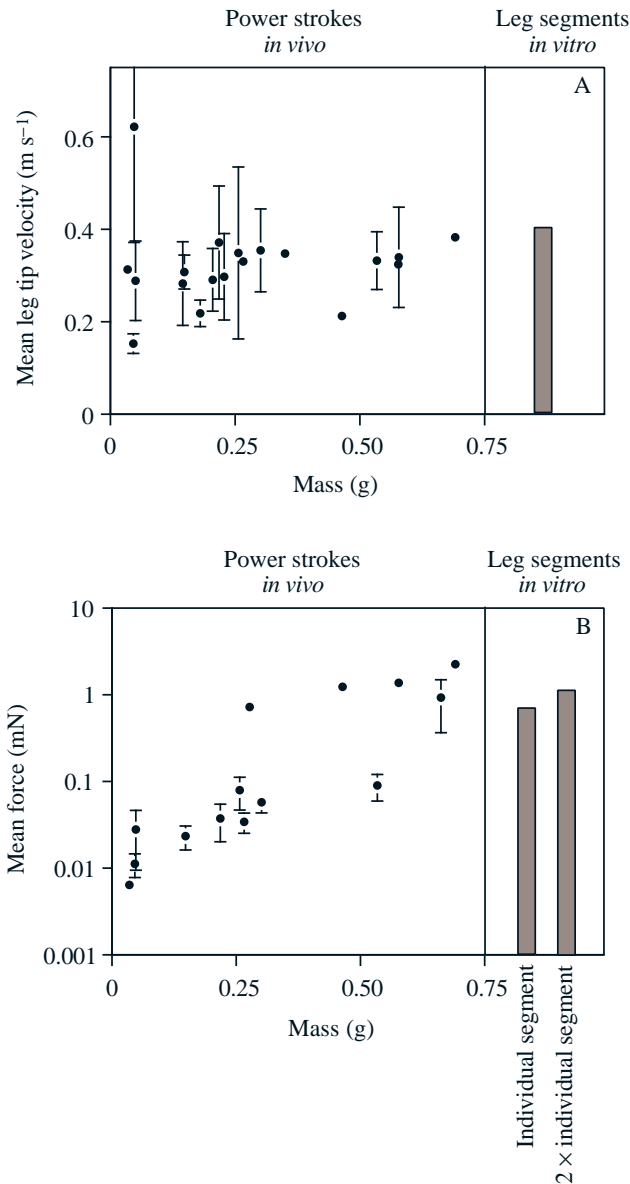 Power strokes
in vivo
Leg segments
in vitro
A
Mean leg tip velocity (m s⁻¹)
0.6
0.4
0.2
0
0 0.25 0.50 0.75
Mass (g)
Power strokes
in vivo
Leg segments
in vitro
B
Mean force (mN)
10
1
0.1
0.01
0.001
0 0.25 0.50 0.75
Mass (g)
Individual segment
2 × individual segment